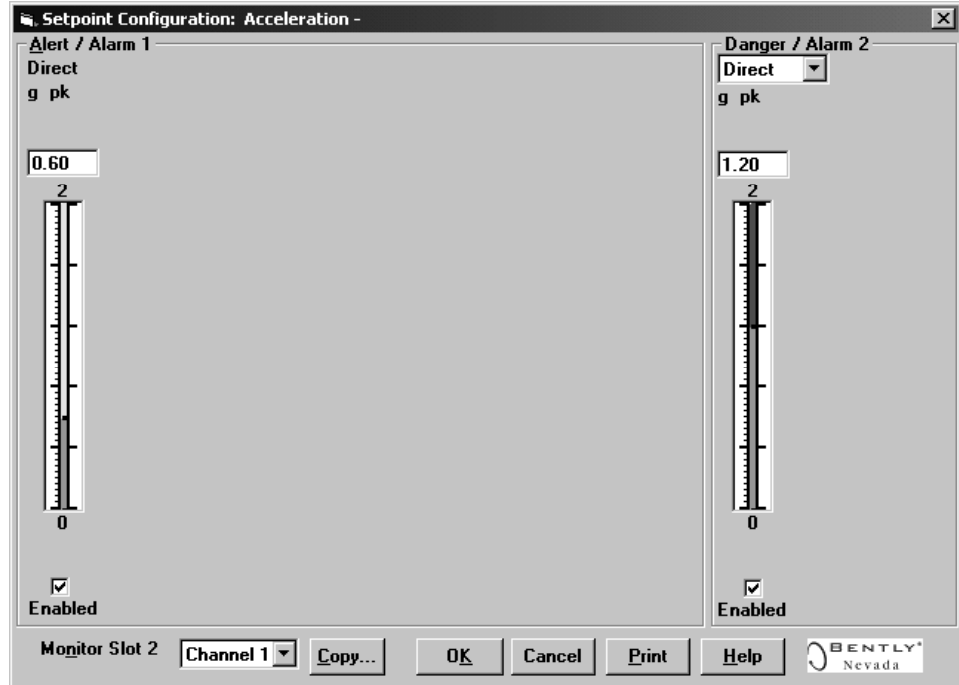 Setpoint Configuration: Acceleration -
Alert / Alarm 1
Direct
g pk
0.60
2
0
Enabled
Danger / Alarm 2
Direct
g pk
1.20
2
0
Enabled
Monitor Slot 2
Channel 1
Copy...
OK
Cancel
Print
Help
BENTLY
Nevada